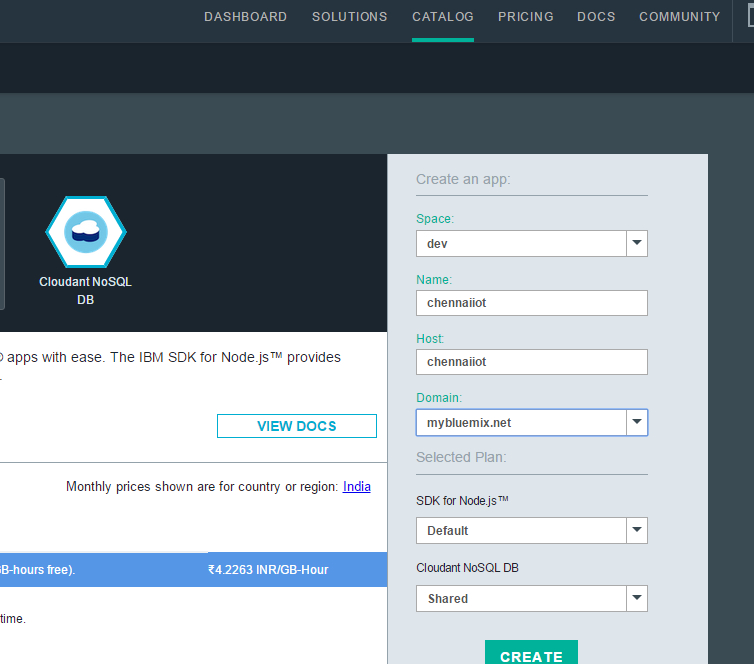 DASHBOARD SOLUTIONS CATALOG PRICING DOCS COMMUNITY
Cloudant NoSQL
DB
apps with ease. The IBM SDK for Node.js™ provides
VIEW DOCS
Monthly prices shown are for country or region: India
GB-hours free). ₹4.2263 INR/GB-Hour
time.
Create an app:
Space:
dev
Name:
chennaiiot
Host:
chennaiiot
Domain:
mybluemix.net
Selected Plan:
SDK for Node.js™
Default
Cloudant NoSQL DB
Shared
CREATE